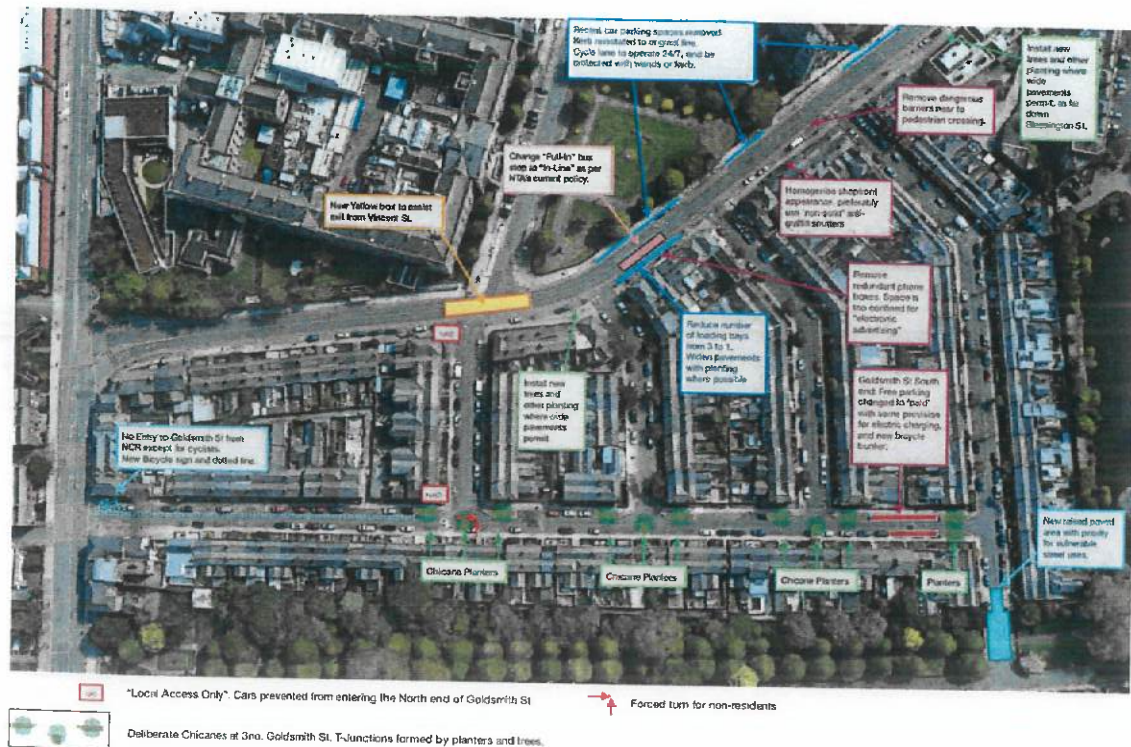 Recent car parking spaces removed.
Kerb reinstated to original line.
Cycle lane to operate 24/7, and be
protected with wands or kerb.
Install new
trees and other
planting where
wide
pavements
permit, as far
down
Blessington St.
Remove dangerous
barriers near to
pedestrian crossing.
Change "Pull-In" bus
stop to "In-Line" as per
NTA's current policy.
New Yellow box to assist
exit from Vincent St.
Homogenise shopfront
appearance, preferably
use "non-solid" anti-
graffiti shutters
Remove
redundant phone
boxes. Space is
too confined for
"electronic
advertising"
Reduce number
of loading bays
from 3 to 1.
Widen pavements
with planting
where possible
Install new
trees and
other planting
where wide
pavements
permit
Goldsmith St South
end: Free parking
changed to "paid"
with some provision
for electric charging,
and new bicycle
bunker.
No Entry to Goldsmith St from
NCR except for cyclists.
New Bicycle sign and dotted line.
New raised paved
area with priority
for vulnerable
street uses.
Chicane Planters
Chicane Planters
Chicane Planters
Planters
"Local Access Only". Cars prevented from entering the North end of Goldsmith St
Forced turn for non-residents
Deliberate Chicanes at 3no. Goldsmith St. T-Junctions formed by planters and trees.